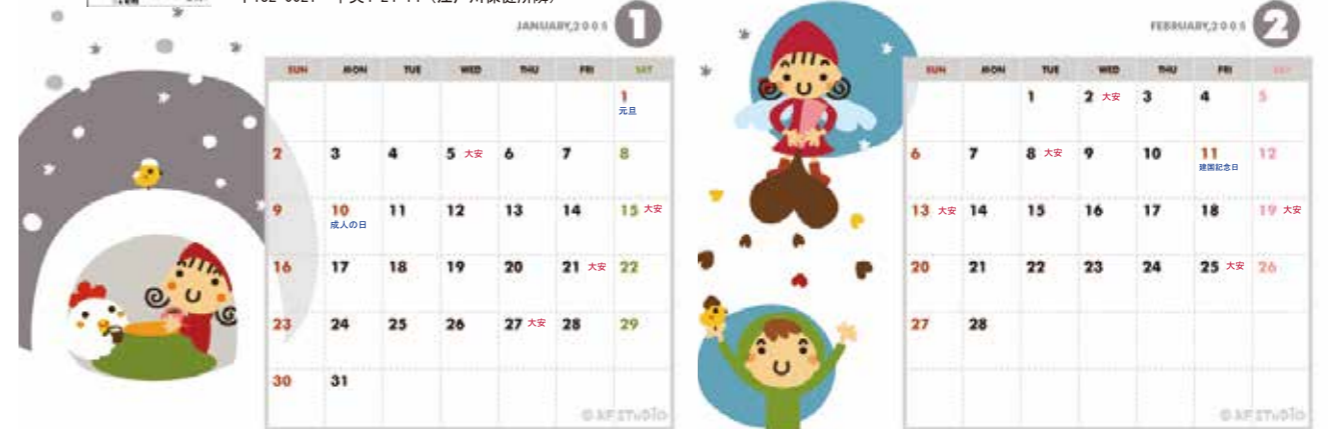 JANUARY,2005 1
SUN MON TUE WED THU FRI SAT
1
元旦
2 3 4 5 大安 6 7 8
9 10 11 12 13 14 15 大安
成人の日
16 17 18 19 20 21 大安 22
23 24 25 26 27 大安 28 29
30 31
© KF STUDIO
FEBRUARY,2005 2
SUN MON TUE WED THU FRI SAT
1 2 大安 3 4 5
6 7 8 大安 9 10 11 12
建国記念日
13 大安 14 15 16 17 18 19 大安
20 21 22 23 24 25 大安 26
27 28
© KF STUDIO